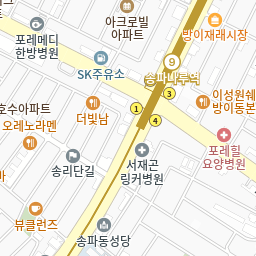 아크로빌
아파트
방이재래시장
포레메디
한방병원
SK주유소
송파나루역
9
3
1
4
이성원쉐
방이동본
호수아파트
오레노라멘
더빛남
포레힐
요양병원
송리단길
서재곤
링커병원
뷰클런즈
송파동성당